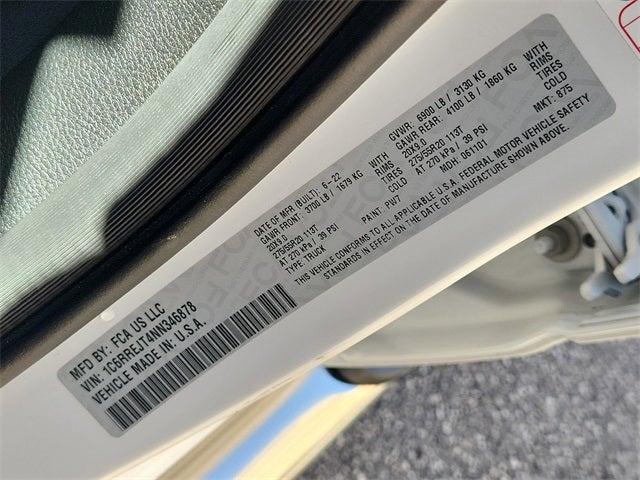 MFD BY: FCA US LLC
VIN: 1C6RREJT4NN346878
VEHICLE MADE IN: U.S.A.
DATE OF MFR (BUILT): 6-22 GVWR: 6900 LB / 3130 KG
GAWR FRONT: 3700 LB / 1679 KG WITH GAWR REAR: 4100 LB / 1860 KG WITH
20X9.0 RIMS 20X9.0 RIMS
275/55R20 113T TIRES 275/55R20 113T TIRES
AT 270 kPa / 39 PSI COLD AT 270 kPa / 39 PSI COLD
TYPE: TRUCK PAINT: PW7 MDH: 061101 MKT: 875
THIS VEHICLE CONFORMS TO ALL APPLICABLE U.S.A. FEDERAL MOTOR VEHICLE SAFETY
STANDARDS IN EFFECT ON THE DATE OF MANUFACTURE SHOWN ABOVE.